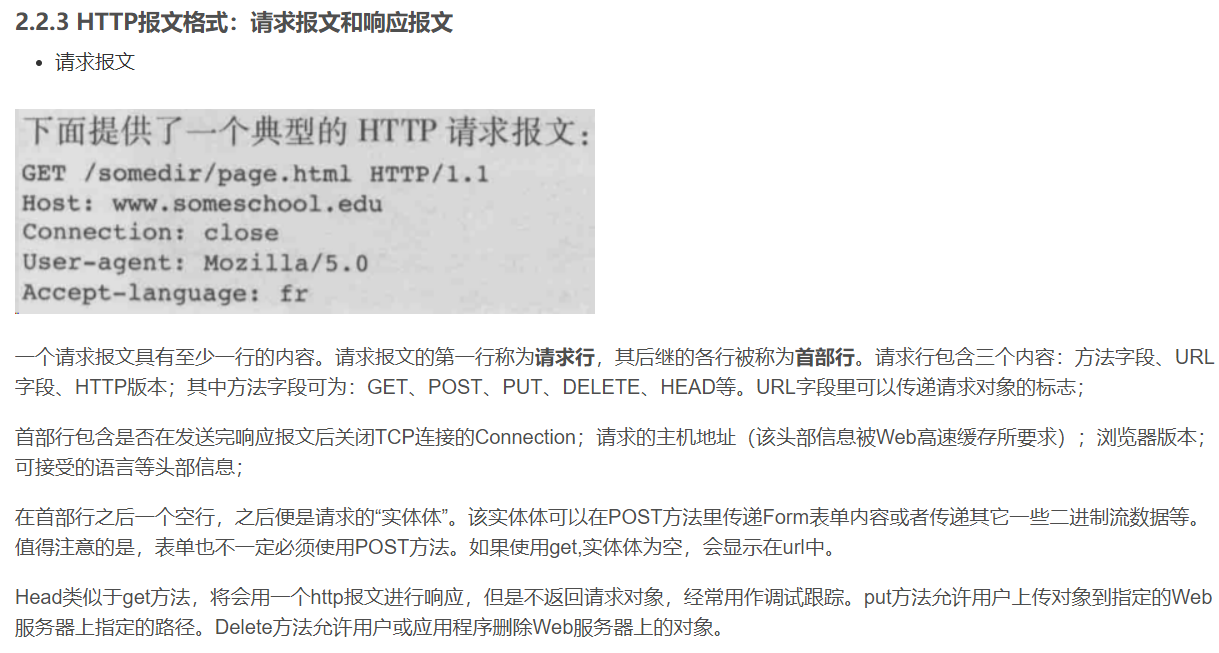 2.2.3 HTTP报文格式：请求报文和响应报文
• 请求报文
下面提供了一个典型的 HTTP 请求报文：
GET /somedir/page.html HTTP/1.1
Host: www.someschool.edu
Connection: close
User-agent: Mozilla/5.0
Accept-language: fr
一个请求报文具有至少一行的内容。请求报文的第一行称为请求行，其后继的各行被称为首部行。请求行包含三个内容：方法字段、URL
字段、HTTP版本；其中方法字段可为：GET、POST、PUT、DELETE、HEAD等。URL字段里可以传递请求对象的标志；
首部行包含是否在发送完响应报文后关闭TCP连接的Connection；请求的主机地址（该头部信息被Web高速缓存所要求）；浏览器版本；
可接受的语言等头部信息；
在首部行之后一个空行，之后便是请求的“实体体”。该实体体可以在POST方法里传递Form表单内容或者传递其它一些二进制流数据等。
值得注意的是，表单也不一定必须使用POST方法。如果使用get,实体体为空，会显示在url中。
Head类似于get方法，将会用一个http报文进行响应，但是不返回请求对象，经常用作调试跟踪。put方法允许用户上传对象到指定的Web
服务器上指定的路径。Delete方法允许用户或应用程序删除Web服务器上的对象。